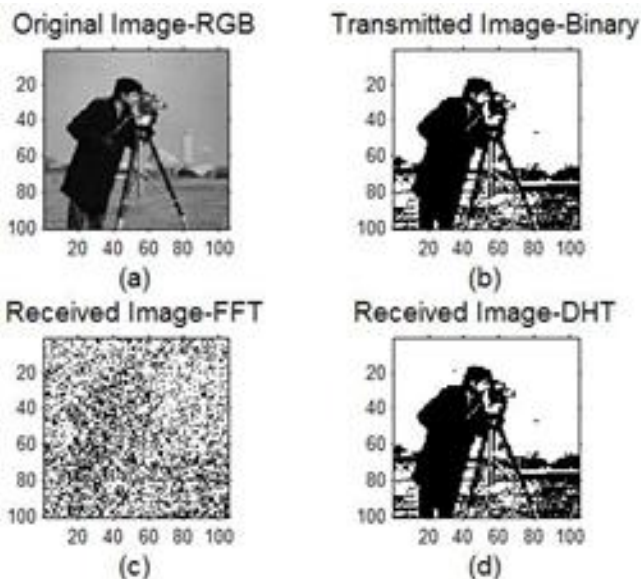 Original Image-RGB
20
40
60
80
100
20 40 60 80 100
(a)
Transmitted Image-Binary
20
40
60
80
100
20 40 60 80 100
(b)
Received Image-FFT
20
40
60
80
100
20 40 60 80 100
(c)
Received Image-DHT
20
40
60
80
100
20 40 60 80 100
(d)